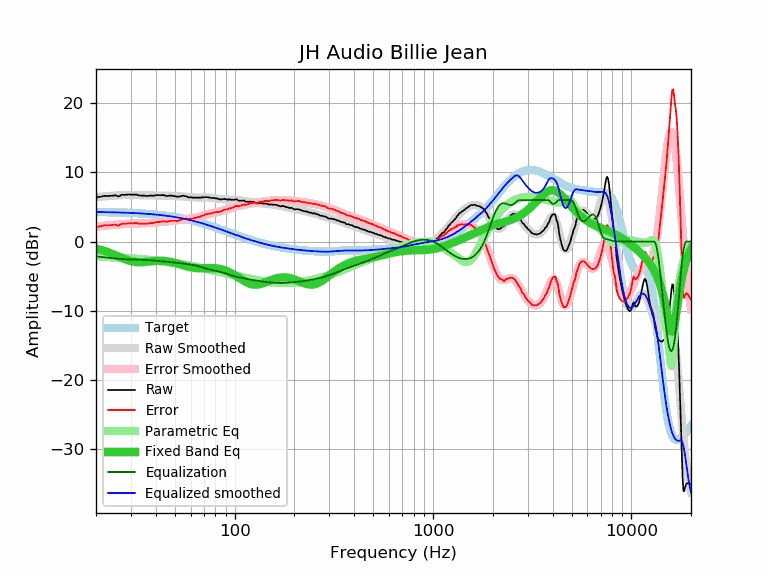 JH Audio Billie Jean
Amplitude (dBr)
20
10
0
−10
−20
−30
Target
Raw Smoothed
Error Smoothed
Raw
Error
Parametric Eq
Fixed Band Eq
Equalization
Equalized smoothed
100
1000
10000
Frequency (Hz)